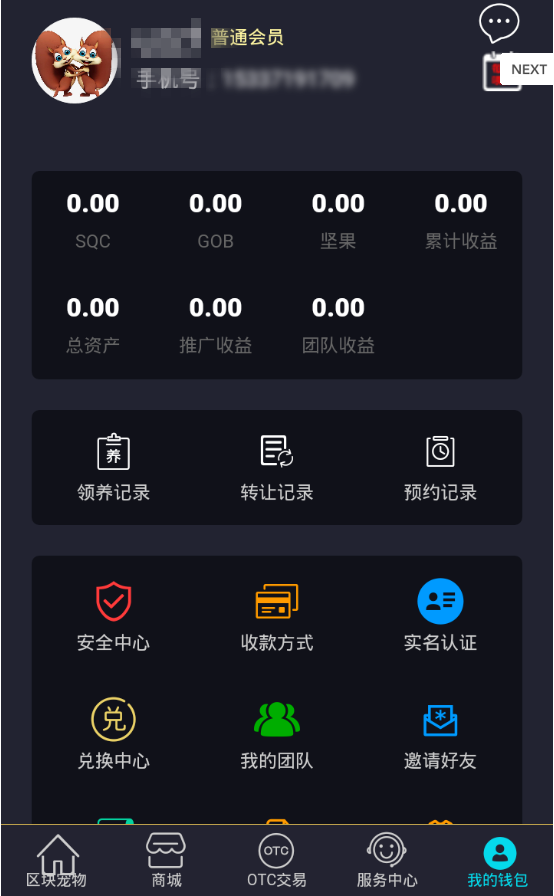 普通会员
手机号：
NEXT
0.00 0.00 0.00 0.00
SQC GOB 坚果 累计收益
0.00 0.00 0.00
总资产 推广收益 团队收益
养
领养记录 转让记录 预约记录
安全中心 收款方式 实名认证
兑
兑换中心 我的团队 邀请好友
OTC
区块宠物 商城 OTC交易 服务中心 我的钱包